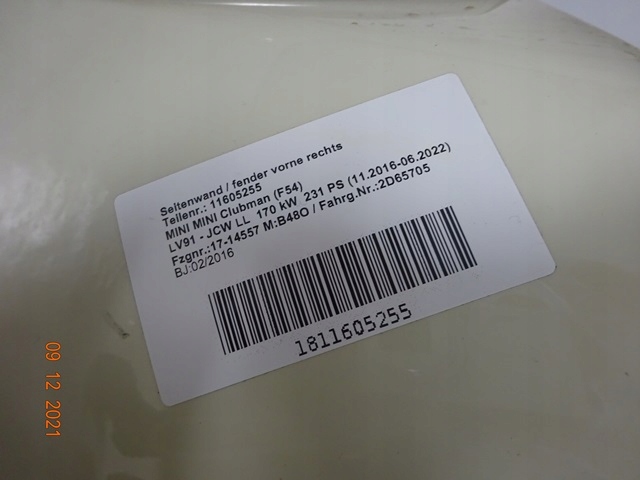 Seitenwand / fender vorne rechts
Teilenr.: 11605255
MINI MINI Clubman (F54)
LV91 - JCW LL 170 kW 231 PS (11.2016-06.2022)
Fzgnr.:17-14557 M:B48O / Fahrg.Nr.:2D65705
BJ:02/2016
1811605255
09 12 2021